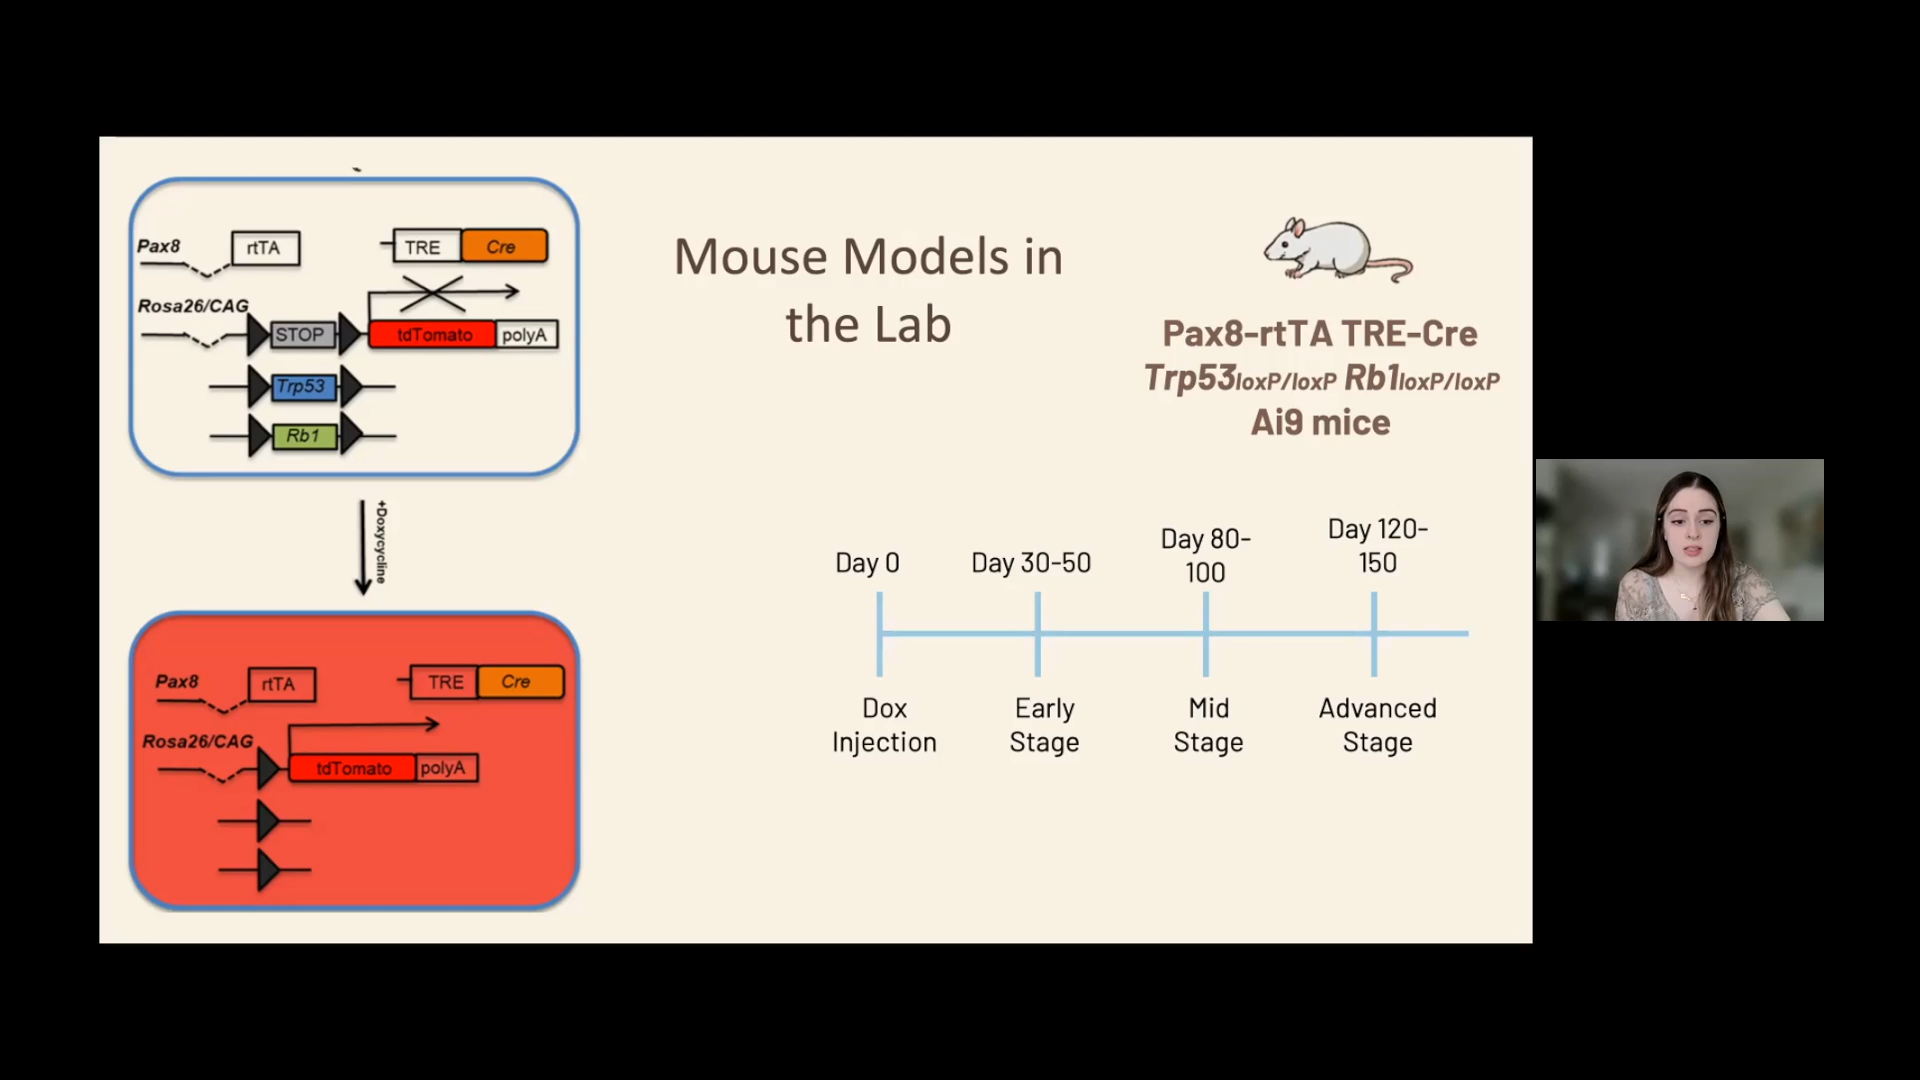 Pax8
rtTA
TRE
Cre
Rosa26/CAG
STOP
tdTomato
polyA
Trp53
Rb1
+Doxycycline
Pax8
rtTA
TRE
Cre
Rosa26/CAG
tdTomato
polyA
Mouse Models in
the Lab
Pax8-rtTA TRE-Cre
Trp53loxP/loxP Rb1loxP/loxP
Ai9 mice
Day 0
Day 30-50
Day 80-
100
Day 120-
150
Dox
Injection
Early
Stage
Mid
Stage
Advanced
Stage